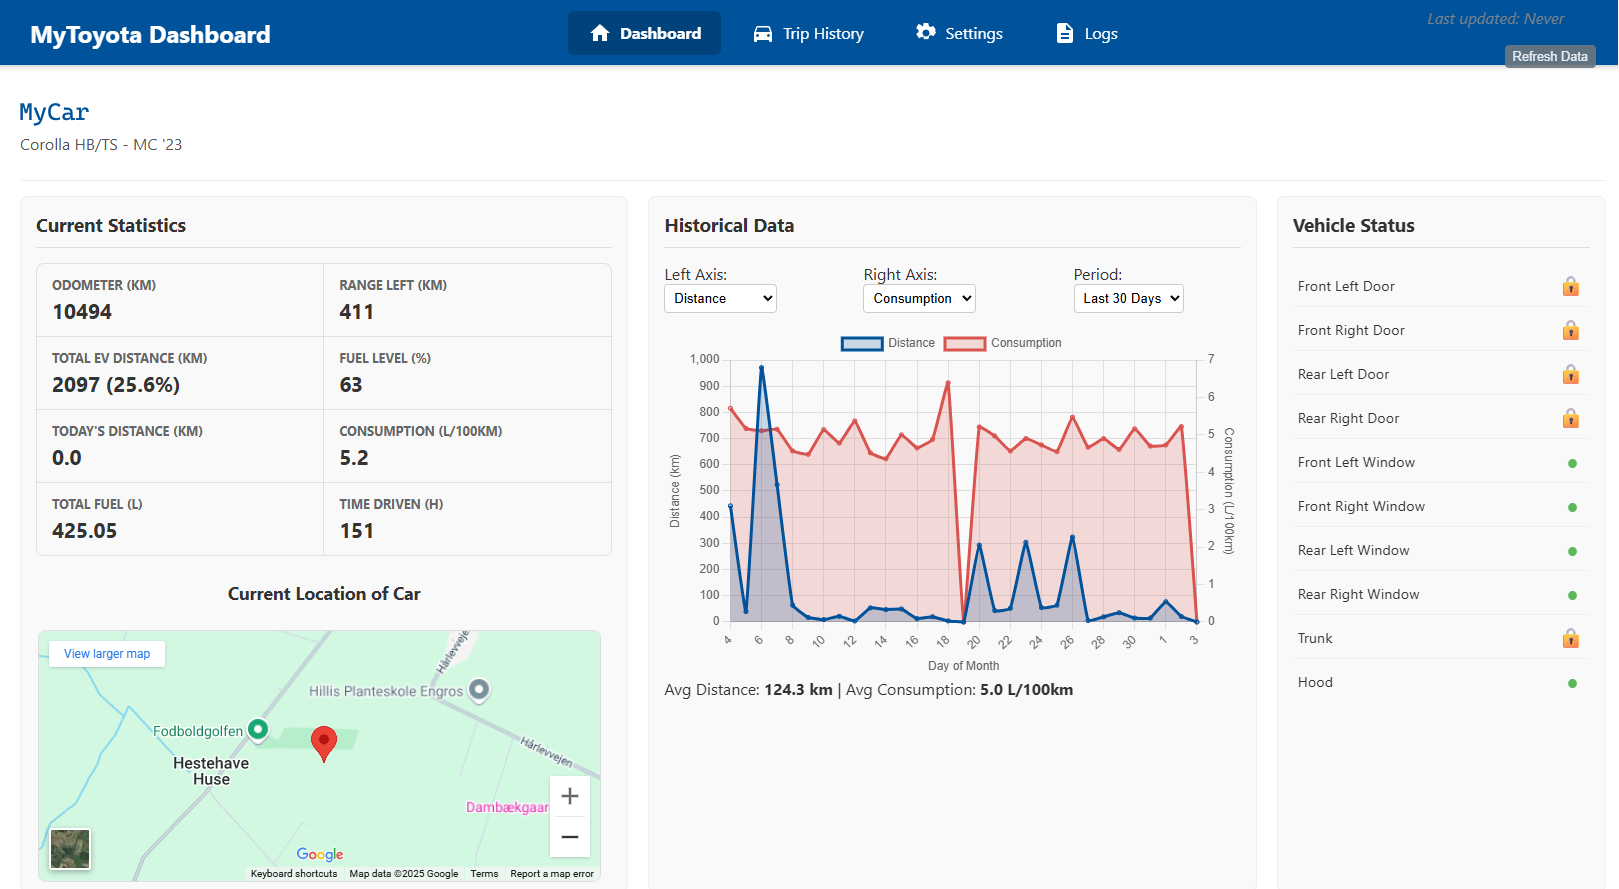 MyToyota Dashboard
Dashboard
Trip History
Settings
Logs
Last updated: Never
Refresh Data
MyCar
Corolla HB/TS - MC '23
Current Statistics
ODOMETER (KM)
10494
RANGE LEFT (KM)
411
TOTAL EV DISTANCE (KM)
2097 (25.6%)
FUEL LEVEL (%)
63
TODAY'S DISTANCE (KM)
0.0
CONSUMPTION (L/100KM)
5.2
TOTAL FUEL (L)
425.05
TIME DRIVEN (H)
151
Current Location of Car
View larger map
Hårlevvejen
Hillis Planteskole Engros
Fodboldgolfen
Hestehave
Huse
Hårlevvejen
Dambækgaar
Google
Keyboard shortcuts
Map data ©2025 Google
Terms
Report a map error
Historical Data
Left Axis:
Distance
Right Axis:
Consumption
Period:
Last 30 Days
Distance
Consumption
1,000
900
800
700
600
500
400
300
200
100
0
Distance (km)
7
6
5
4
3
2
1
0
Consumption (L/100km)
4 6 8 10 12 14 16 18 20 22 24 26 28 30 1 3
Day of Month
Avg Distance: 124.3 km | Avg Consumption: 5.0 L/100km
Vehicle Status
Front Left Door
Front Right Door
Rear Left Door
Rear Right Door
Front Left Window
Front Right Window
Rear Left Window
Rear Right Window
Trunk
Hood